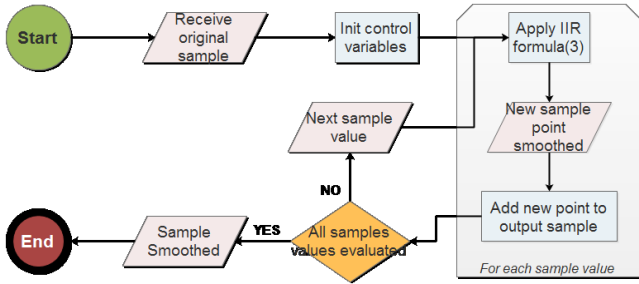 Start
Receive
original
sample
Init control
variables
Apply IIR
formula(3)
New sample
point
smoothed
Add new point to
output sample
For each sample value
Next sample
value
NO
All samples
values evaluated
YES
Sample
Smoothed
End